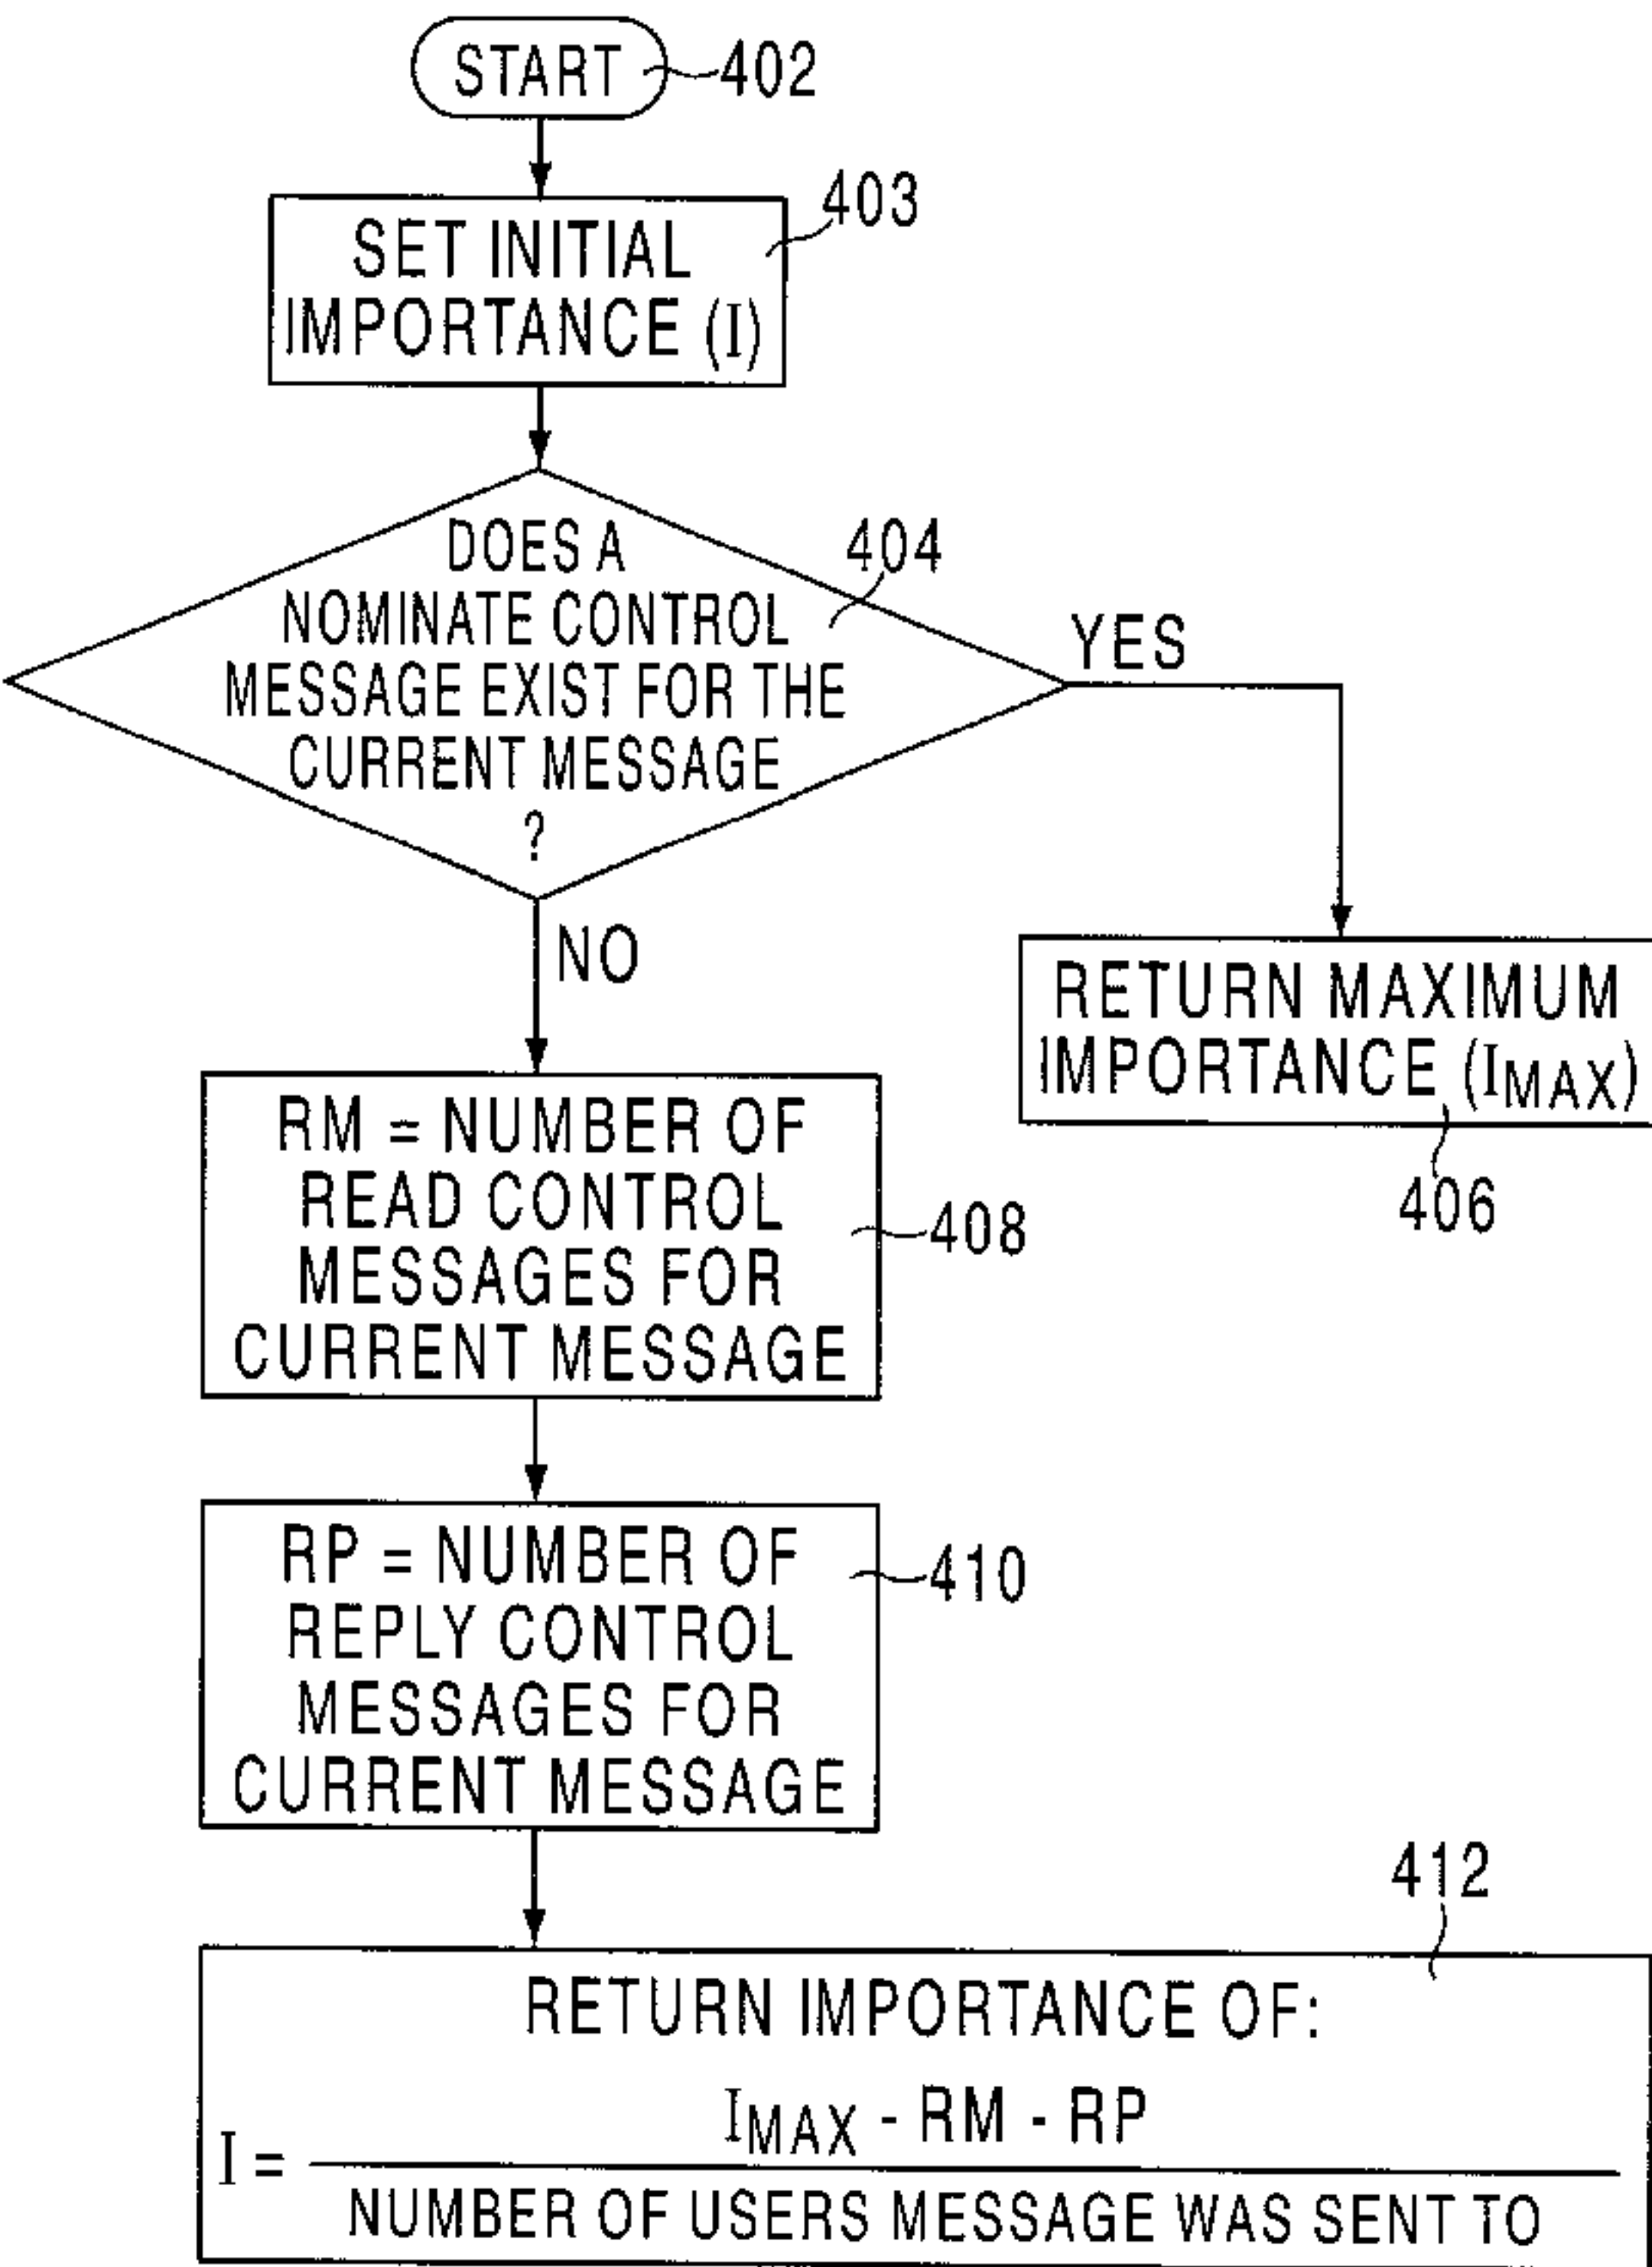 START
402
SET INITIAL
IMPORTANCE (I)
403
DOES A
NOMINATE CONTROL
MESSAGE EXIST FOR THE
CURRENT MESSAGE
?
404
YES
RETURN MAXIMUM
IMPORTANCE (IMAX)
406
NO
RM = NUMBER OF
READ CONTROL
MESSAGES FOR
CURRENT MESSAGE
408
RP = NUMBER OF
REPLY CONTROL
MESSAGES FOR
CURRENT MESSAGE
410
412
RETURN IMPORTANCE OF:
IMAX - RM - RP
I =
NUMBER OF USERS MESSAGE WAS SENT TO